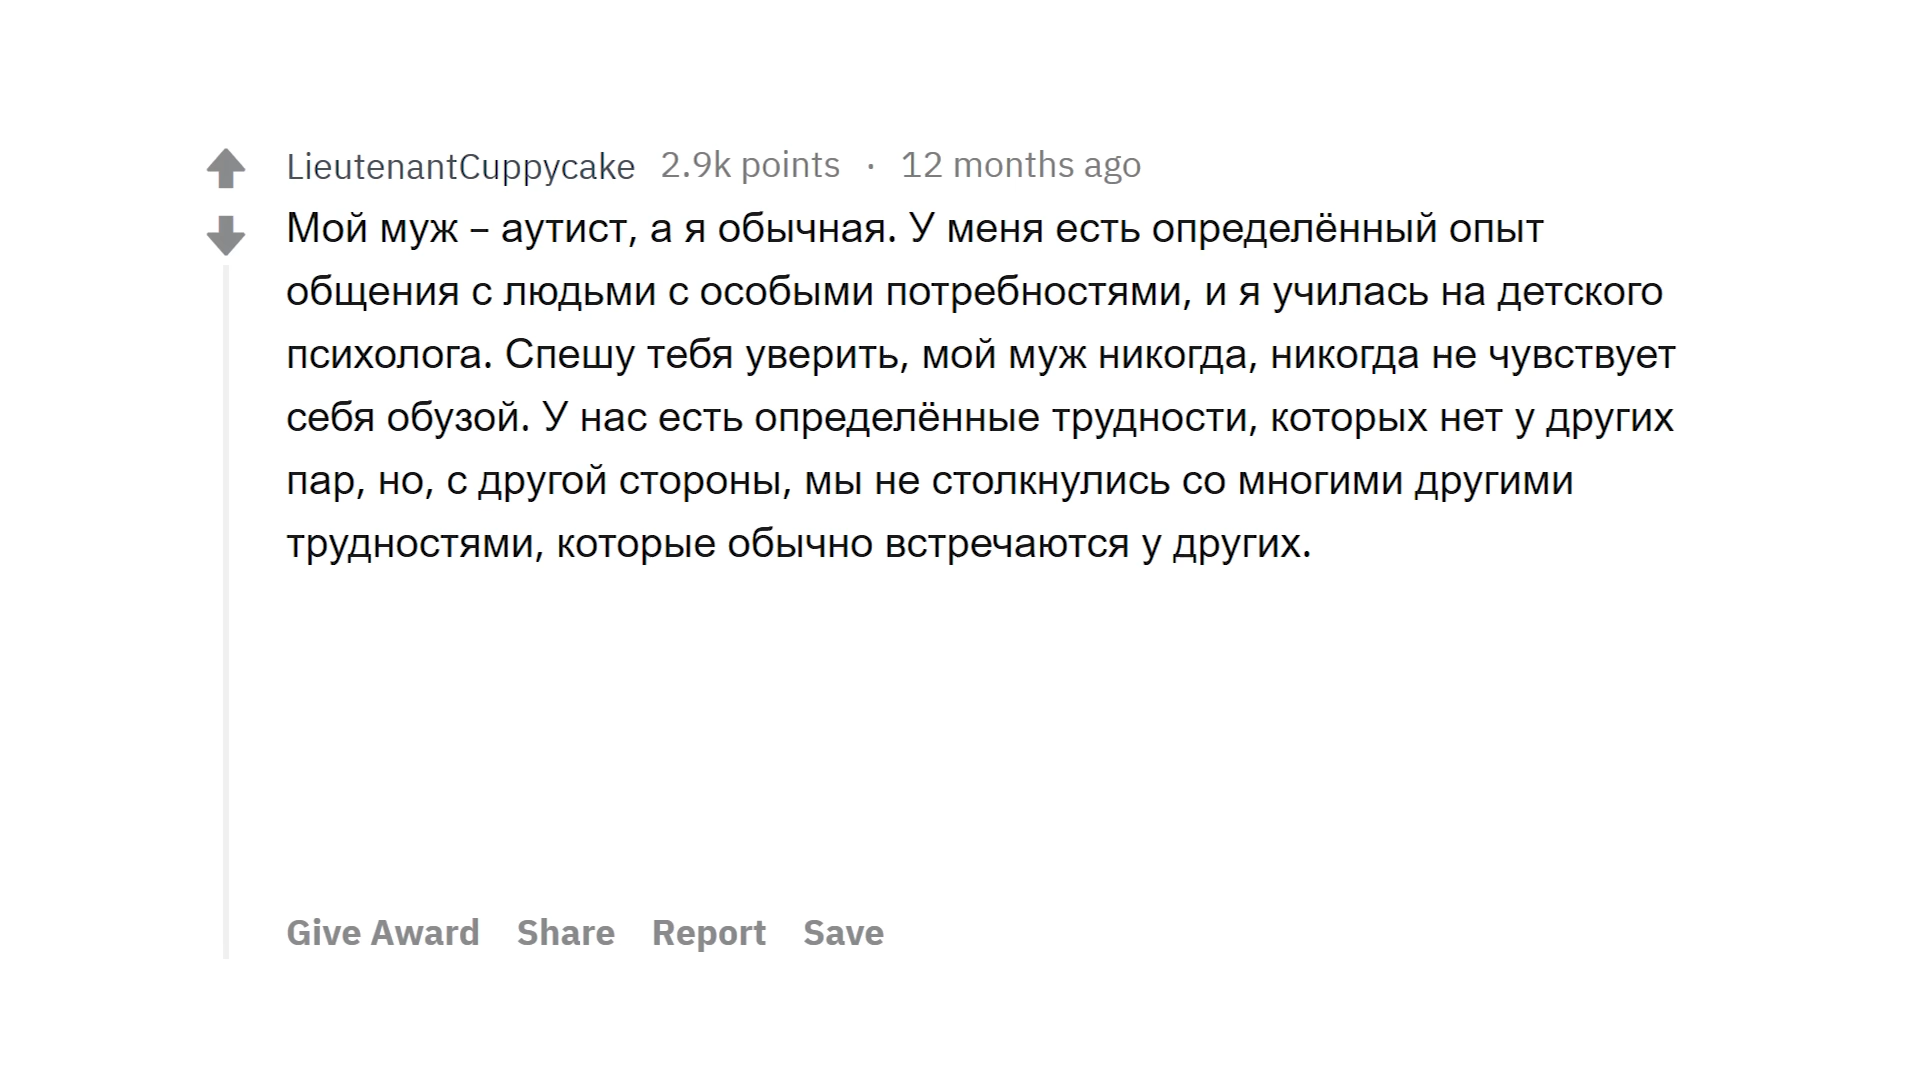 LieutenantCuppycake 2.9k points · 12 months ago
Мой муж – аутист, а я обычная. У меня есть определённый опыт
общения с людьми с особыми потребностями, и я училась на детского
психолога. Спешу тебя уверить, мой муж никогда, никогда не чувствует
себя обузой. У нас есть определённые трудности, которых нет у других
пар, но, с другой стороны, мы не столкнулись со многими другими
трудностями, которые обычно встречаются у других.
Give Award Share Report Save